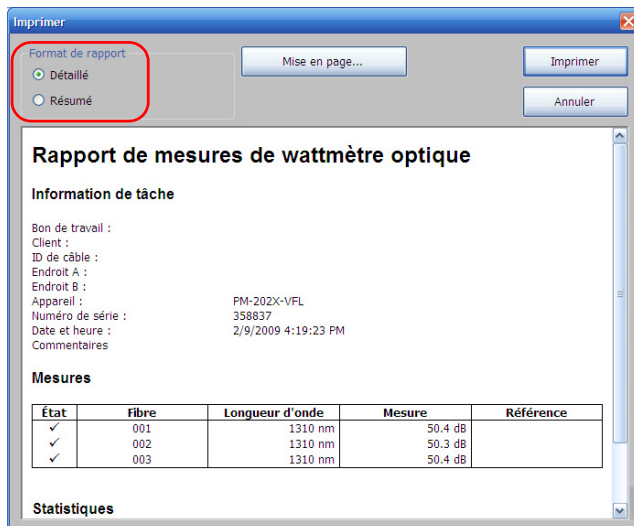 Imprimer
Format de rapport
Détaillé
Résumé
Mise en page...
Imprimer
Annuler
Rapport de mesures de wattmètre optique
Information de tâche
Bon de travail :
Client :
ID de câble :
Endroit A :
Endroit B :
Appareil : PM-202X-VFL
Numéro de série : 358837
Date et heure : 2/9/2009 4:19:23 PM
Commentaires
Mesures
État Fibre Longueur d'onde Mesure Référence
✓ 001 1310 nm 50.4 dB
✓ 002 1310 nm 50.3 dB
✓ 003 1310 nm 50.4 dB
Statistiques